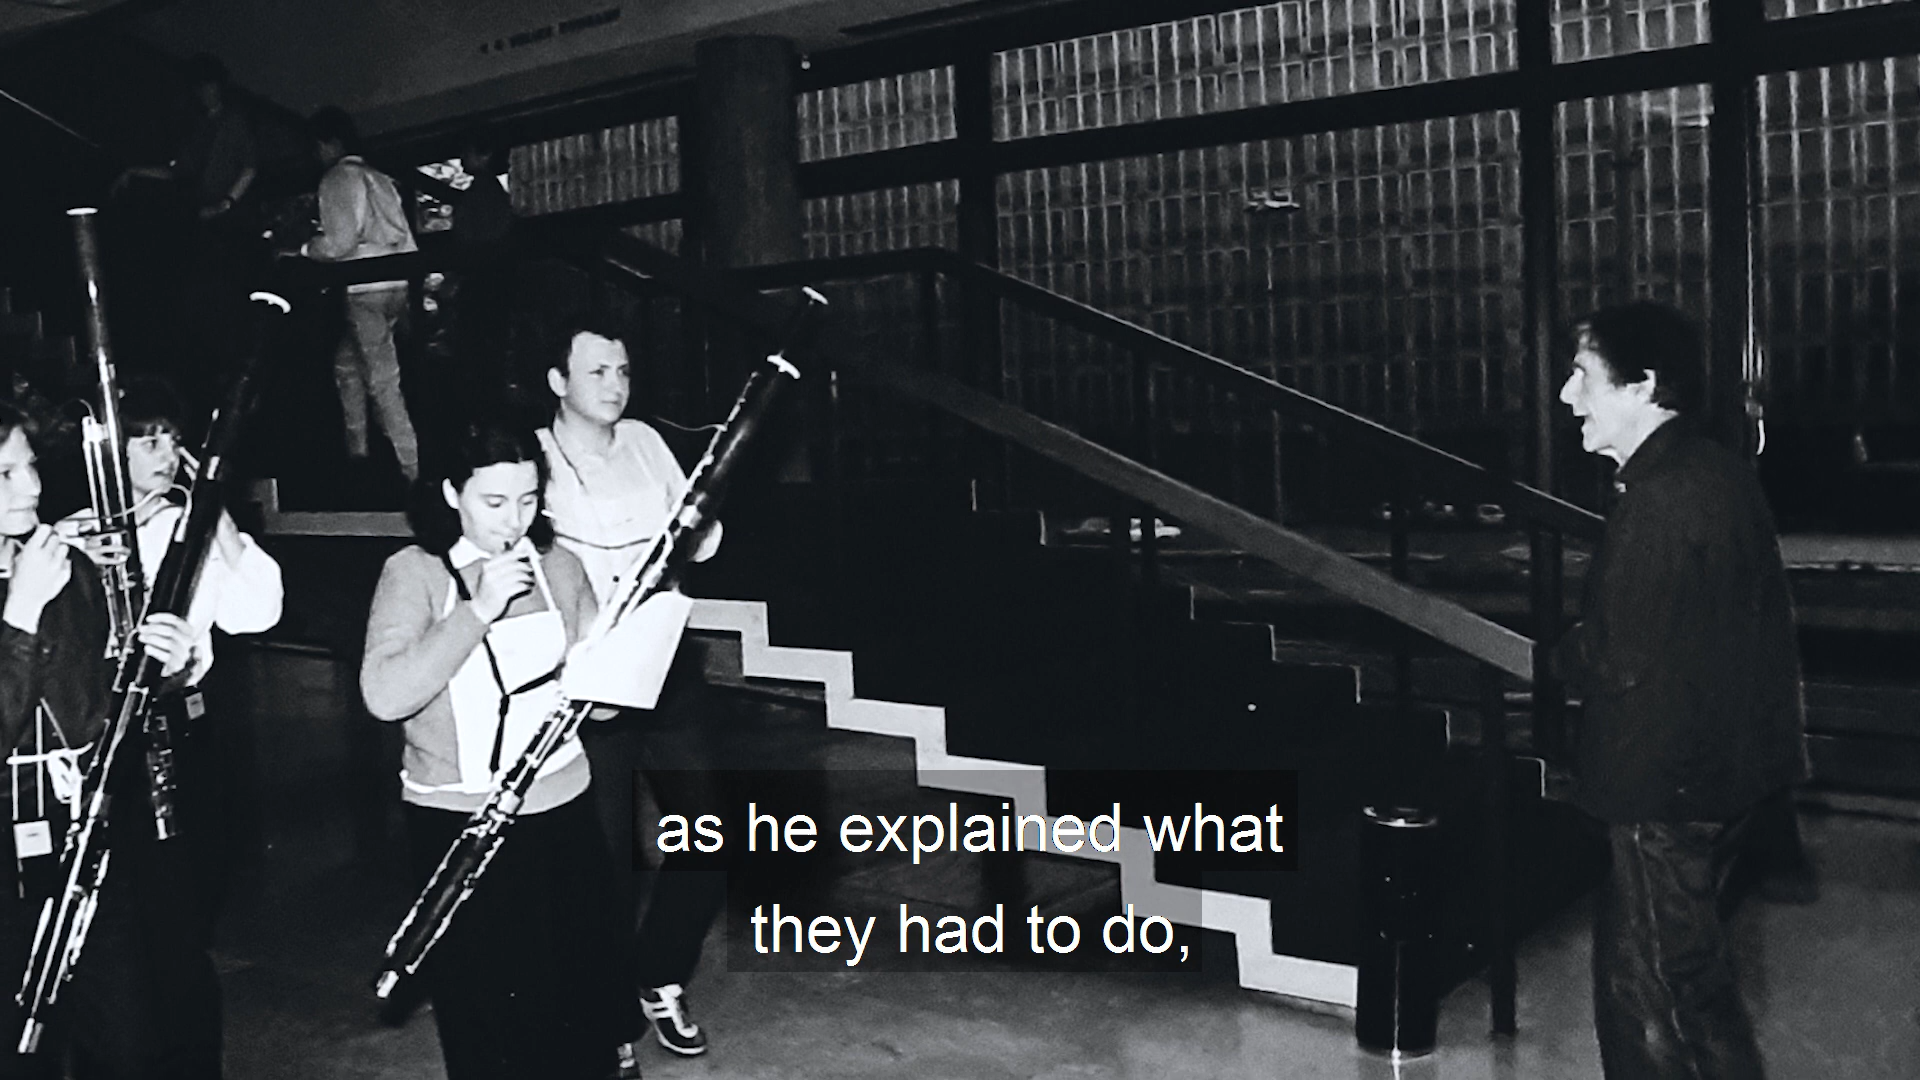 as he explained what
they had to do,